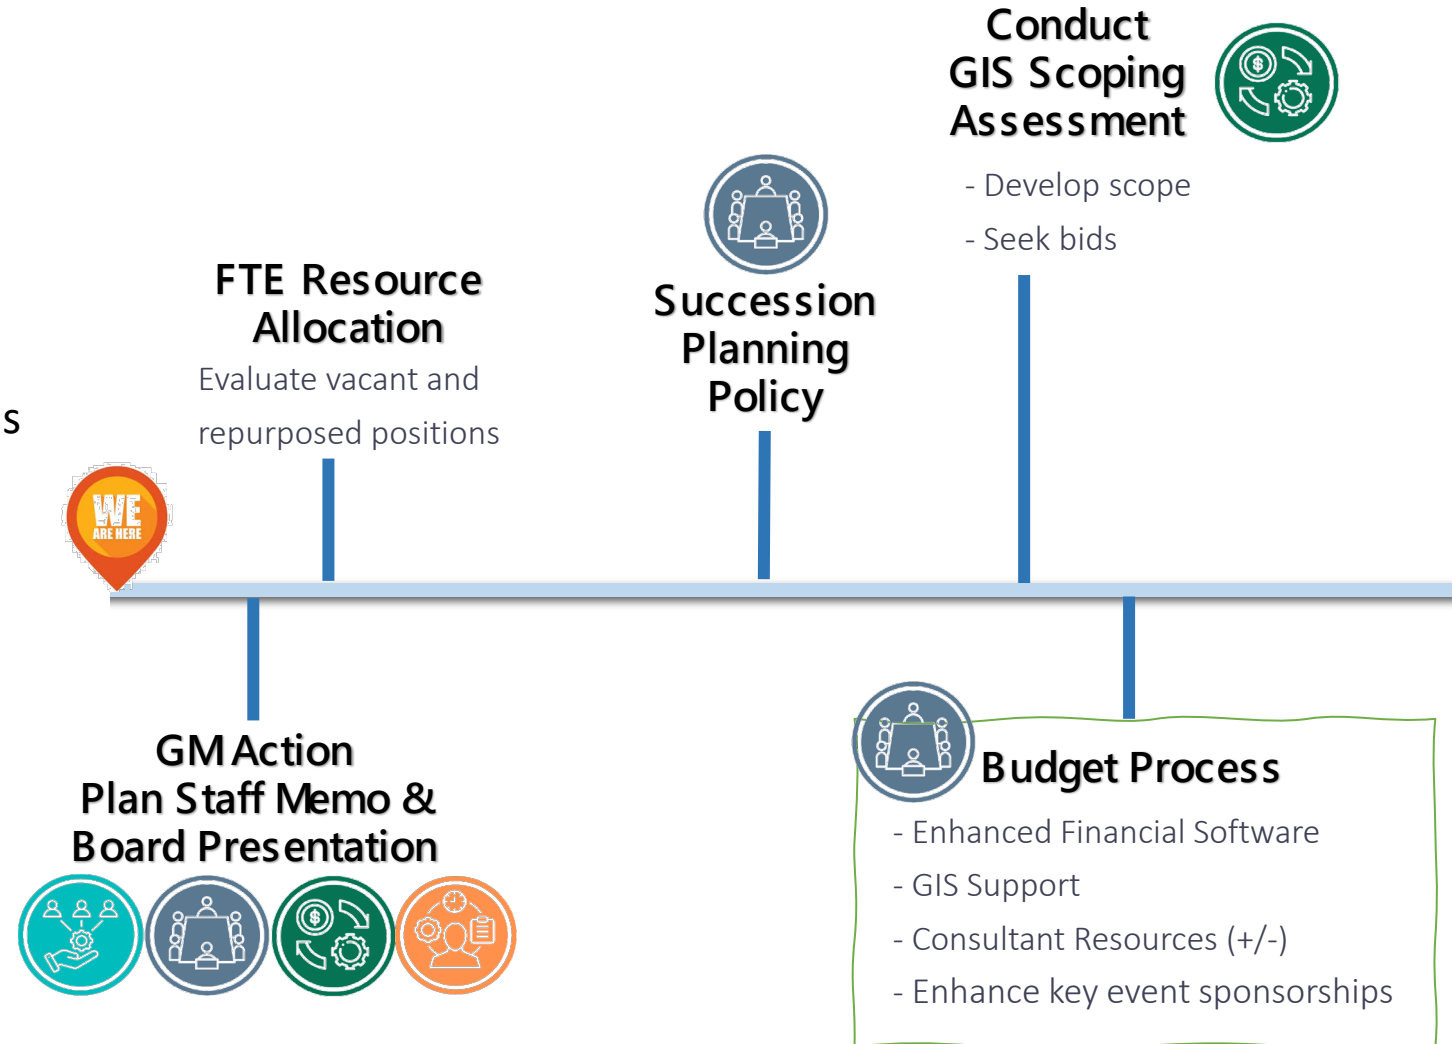 Conduct
GIS Scoping
Assessment
- Develop scope
- Seek bids
Succession
Planning
Policy
FTE Resource
Allocation
Evaluate vacant and
repurposed positions
s
WE
ARE HERE
GM Action
Plan Staff Memo &
Board Presentation
Budget Process
- Enhanced Financial Software
- GIS Support
- Consultant Resources (+/-)
- Enhance key event sponsorships